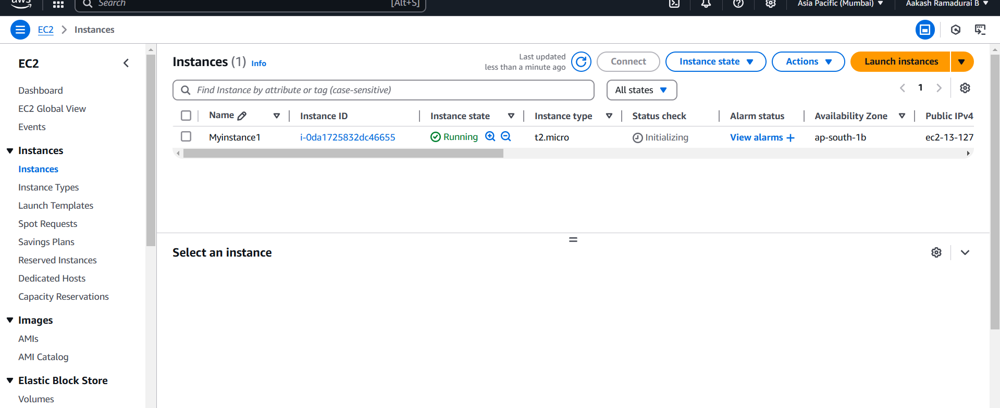 aws
Search [Alt+S]
Asia Pacific (Mumbai) Aakash Ramadurai B
EC2 Instances
EC2
Dashboard
EC2 Global View
Events
Instances
Instances
Instance Types
Launch Templates
Spot Requests
Savings Plans
Reserved Instances
Dedicated Hosts
Capacity Reservations
Images
AMIs
AMI Catalog
Elastic Block Store
Volumes
Instances (1) Info
Last updated
less than a minute ago
Connect
Instance state
Actions
Launch instances
Find Instance by attribute or tag (case-sensitive)
All states
1
Name Instance ID Instance state Instance type Status check Alarm status Availability Zone Public IPv4
Myinstance1 i-0da1725832dc46655 Running t2.micro Initializing View alarms + ap-south-1b ec2-13-127
Select an instance